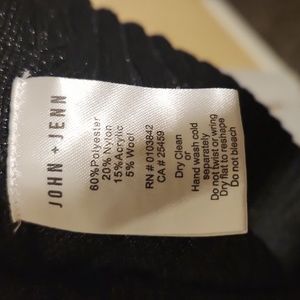 JOHN + JENN
60% Polyester
20% Nylon
15% Acrylic
5% Wool
RN # 0103842
CA # 25459
Dry Clean
or
Hand wash cold
separately
Do not twist or wring
Dry flat / reshape
Do not bleach